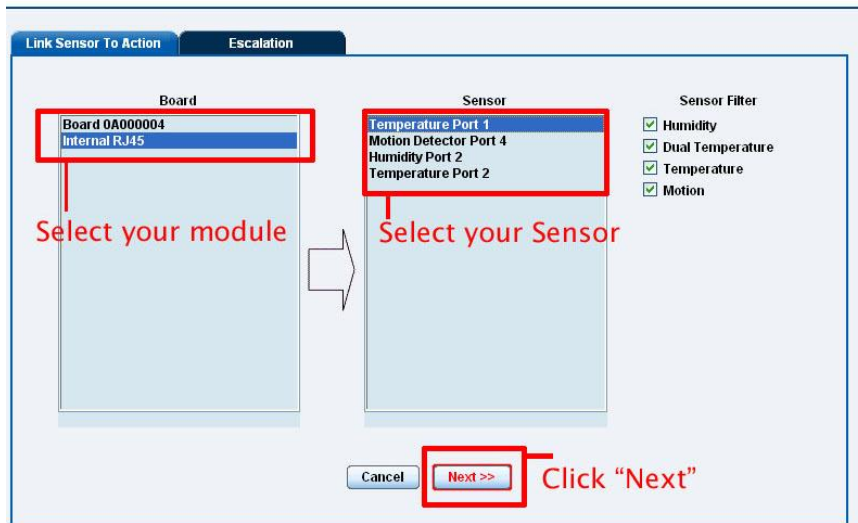 Link Sensor To Action
Escalation
Board
Sensor
Sensor Filter
Board 0A000004
Internal RJ45
Temperature Port 1
Motion Detector Port 4
Humidity Port 2
Temperature Port 2
Humidity
Dual Temperature
Temperature
Motion
Select your module
Select your Sensor
Cancel
Next >>
Click “Next”